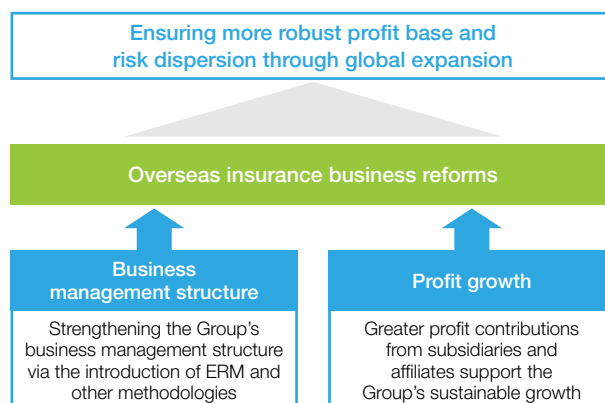 Ensuring more robust profit base and
risk dispersion through global expansion
Overseas insurance business reforms
Business
management structure
Strengthening the Group's
business management structure
via the introduction of ERM and
other methodologies
Profit growth
Greater profit contributions
from subsidiaries and
affiliates support the
Group's sustainable growth